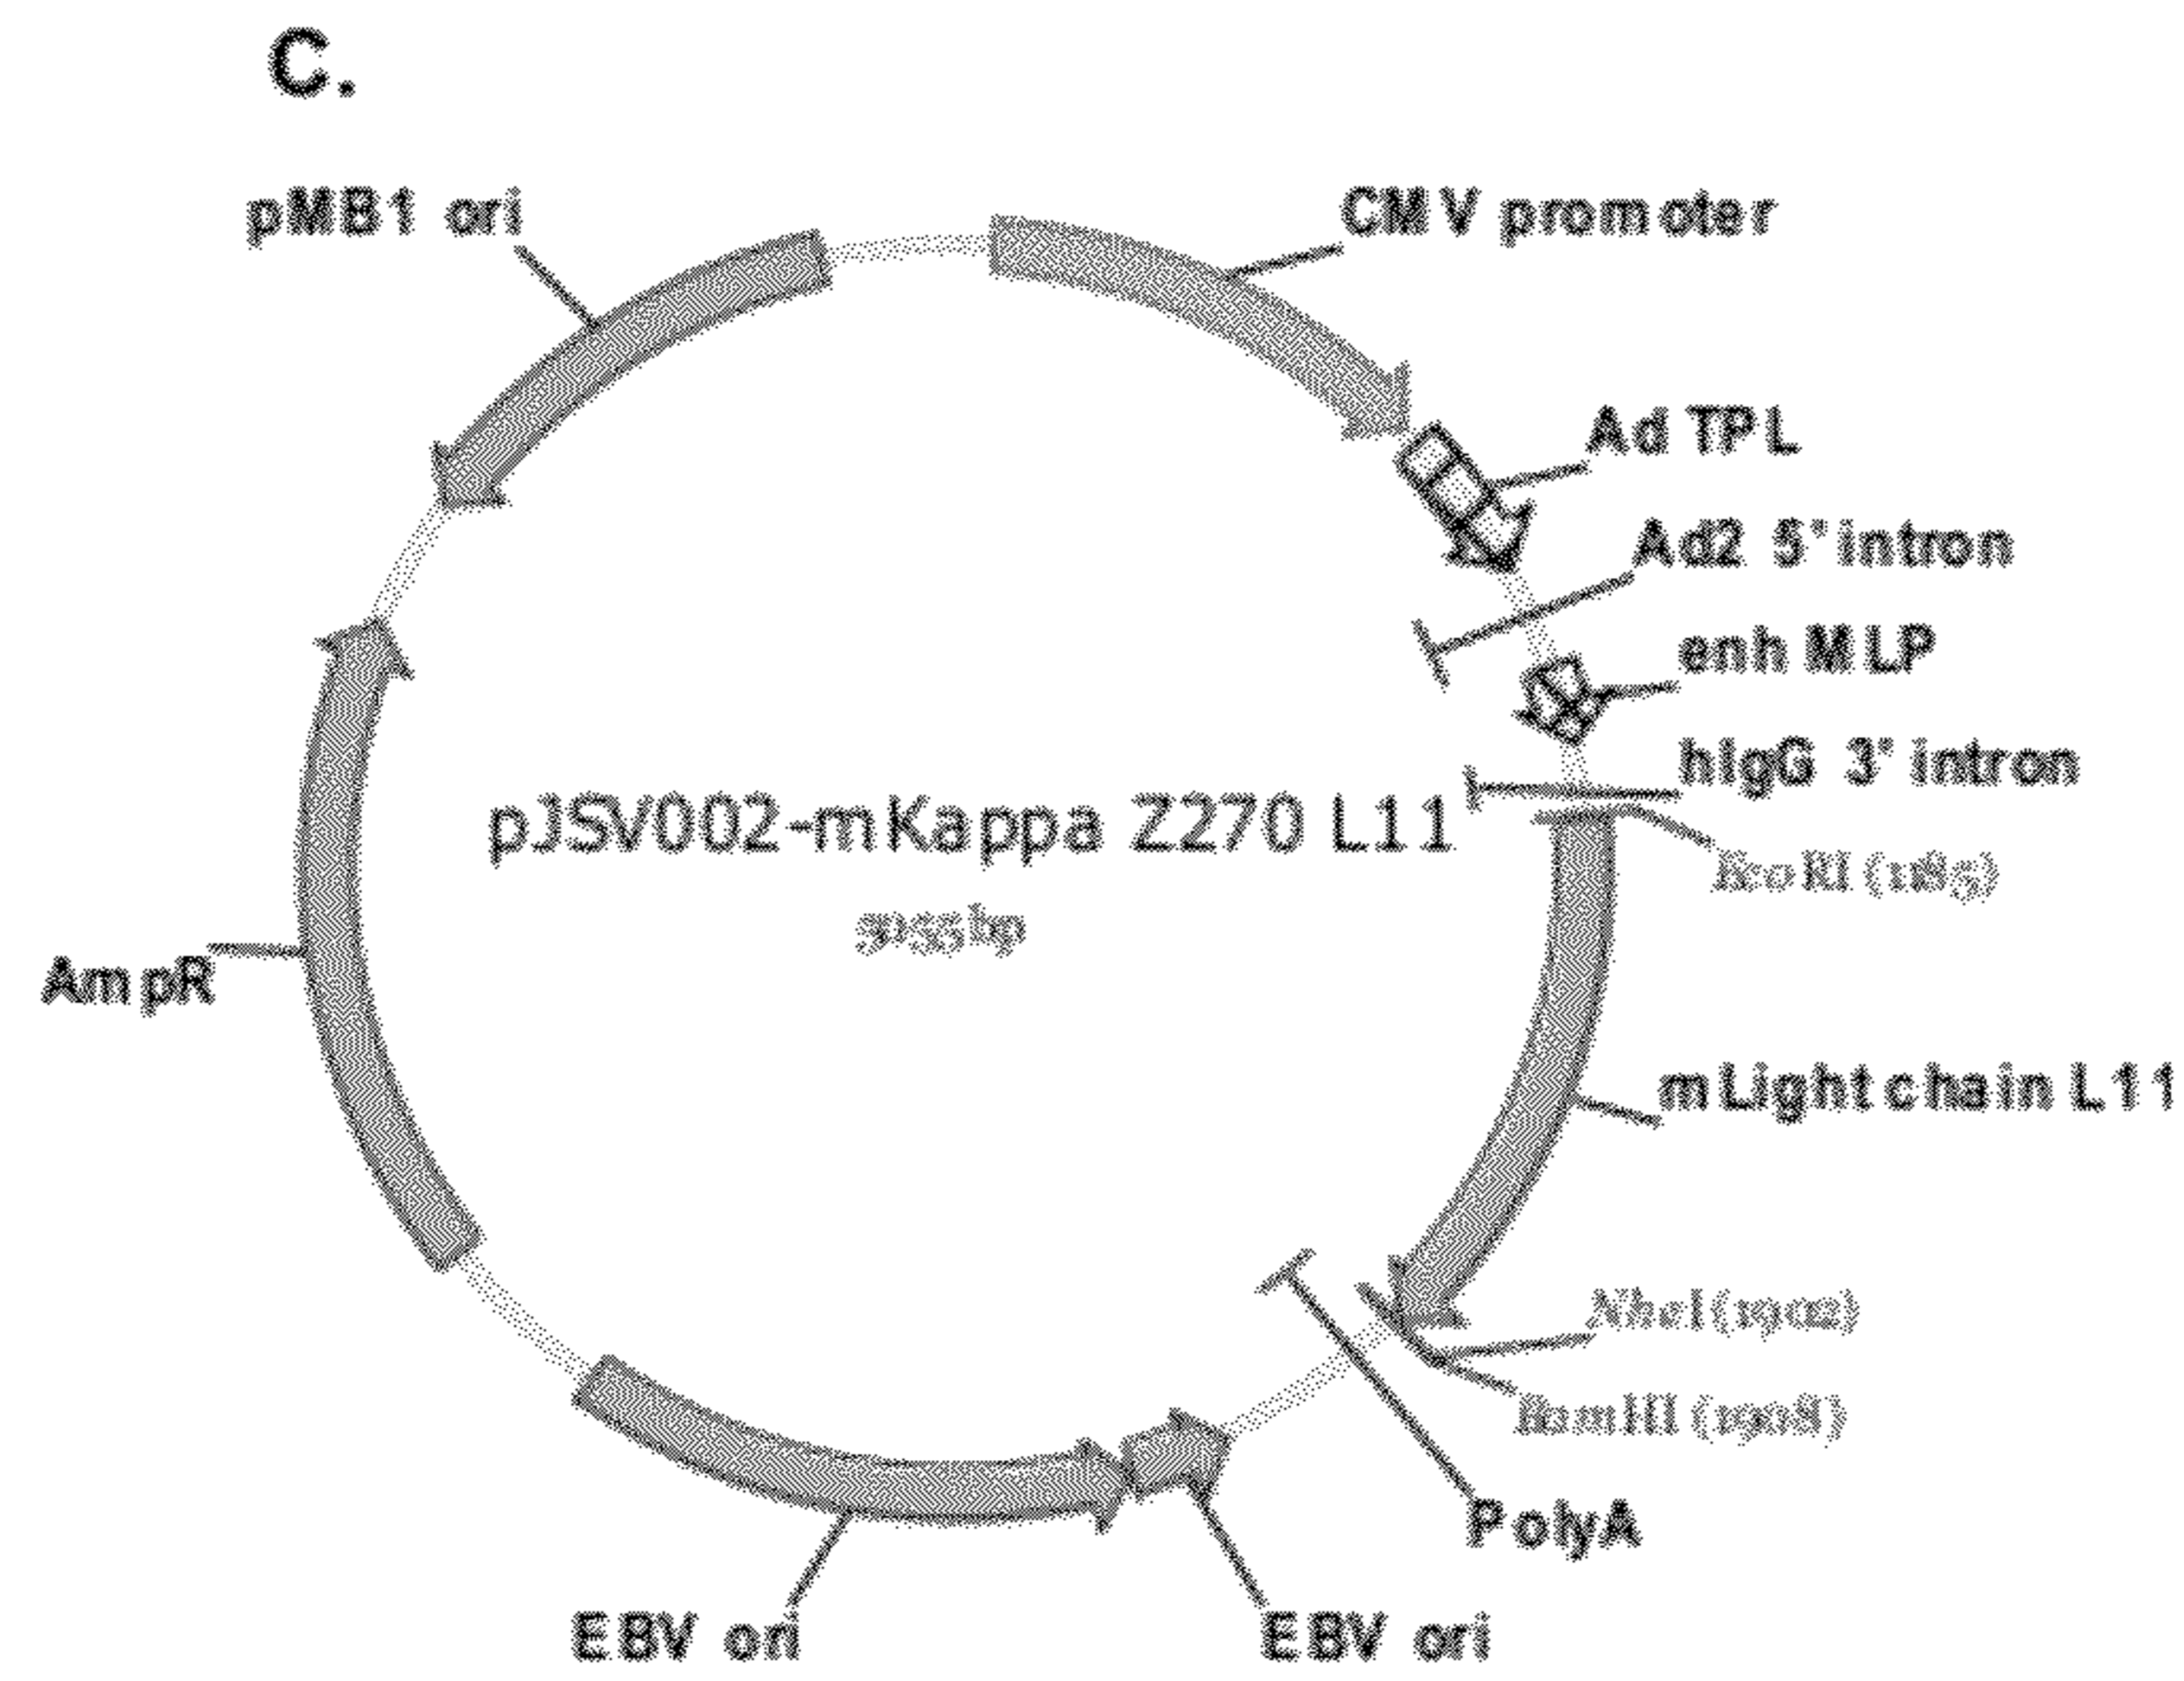 C.
pMB1 ori
CMV promoter
Ad TPL
Ad2 5' intron
enh MLP
hIgG 3' intron
pJSV002-mKappa Z270 L11
EcoRI (1185)
bp
AmpR
mLight chain L11
NheI (1902)
BamHI (1908)
PolyA
EBV ori
EBV ori